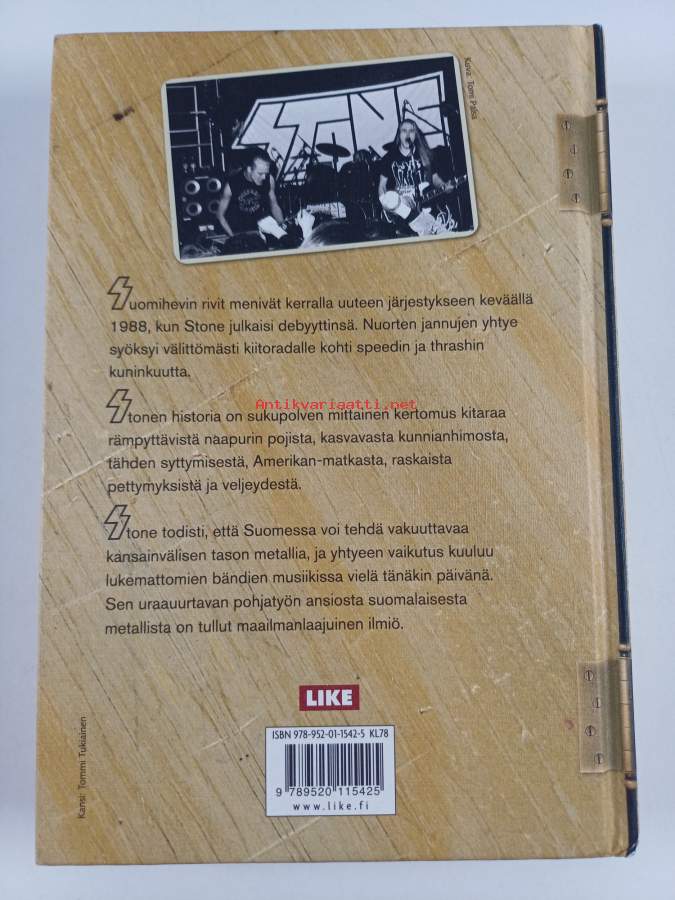 STONE
Kuva: Tomi Palsa
Suomihevin rivit menivät kerralla uuteen järjestykseen keväällä
1988, kun Stone julkaisi debyyttinsä. Nuorten jannujen yhtye
syöksyi välittömästi kiitoradalle kohti speedin ja thrashin
kuninkuutta.
Antikvariaatti.net
Stonen historia on sukupolven mittainen kertomus kitaraa
rämpyttävistä naapurin pojista, kasvavasta kunnianhimosta,
tähden syttymisestä, Amerikan-matkasta, raskaista
pettymyksistä ja veljeydestä.
Stone todisti, että Suomessa voi tehdä vakuuttavaa
kansainvälisen tason metallia, ja yhtyeen vaikutus kuuluu
lukemattomien bändien musiikissa vielä tänäkin päivänä.
Sen uraauurtavan pohjatyön ansiosta suomalaisesta
metallista on tullut maailmanlaajuinen ilmiö.
LIKE
ISBN 978-952-01-1542-5 KL78
9 789520 115425
www.like.fi
Kansi: Tommi Tukiainen